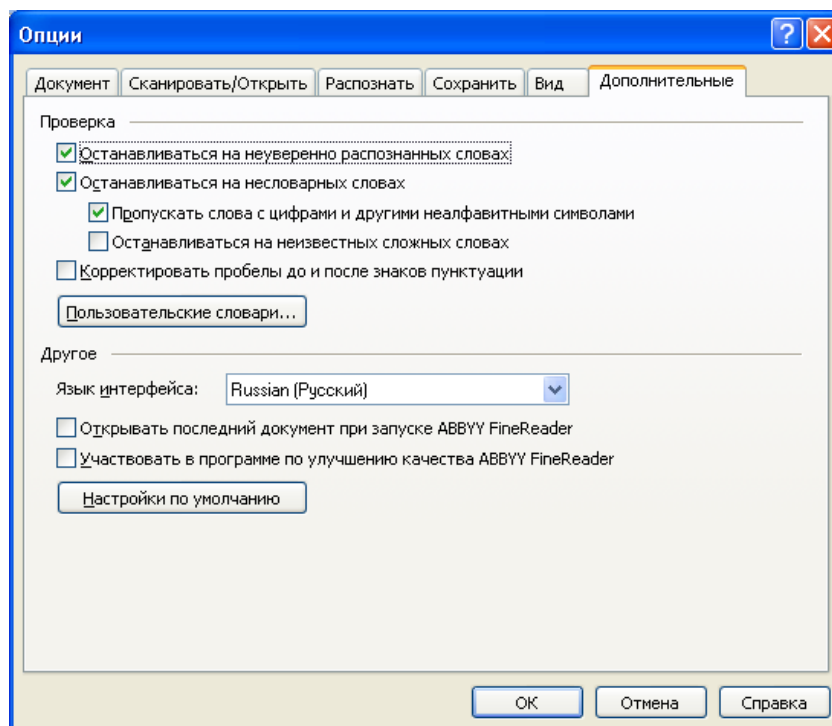 Опции
Документ Сканировать/Открыть Распознать Сохранить Вид Дополнительные
Проверка
Останавливаться на неуверенно распознанных словах
Останавливаться на несловарных словах
Пропускать слова с цифрами и другими неалфавитными символами
Останавливаться на неизвестных сложных словах
Корректировать пробелы до и после знаков пунктуации
Пользовательские словари...
Другое
Язык интерфейса: Russian (Русский)
Открывать последний документ при запуске ABBYY FineReader
Участвовать в программе по улучшению качества ABBYY FineReader
Настройки по умолчанию
ОК Отмена Справка